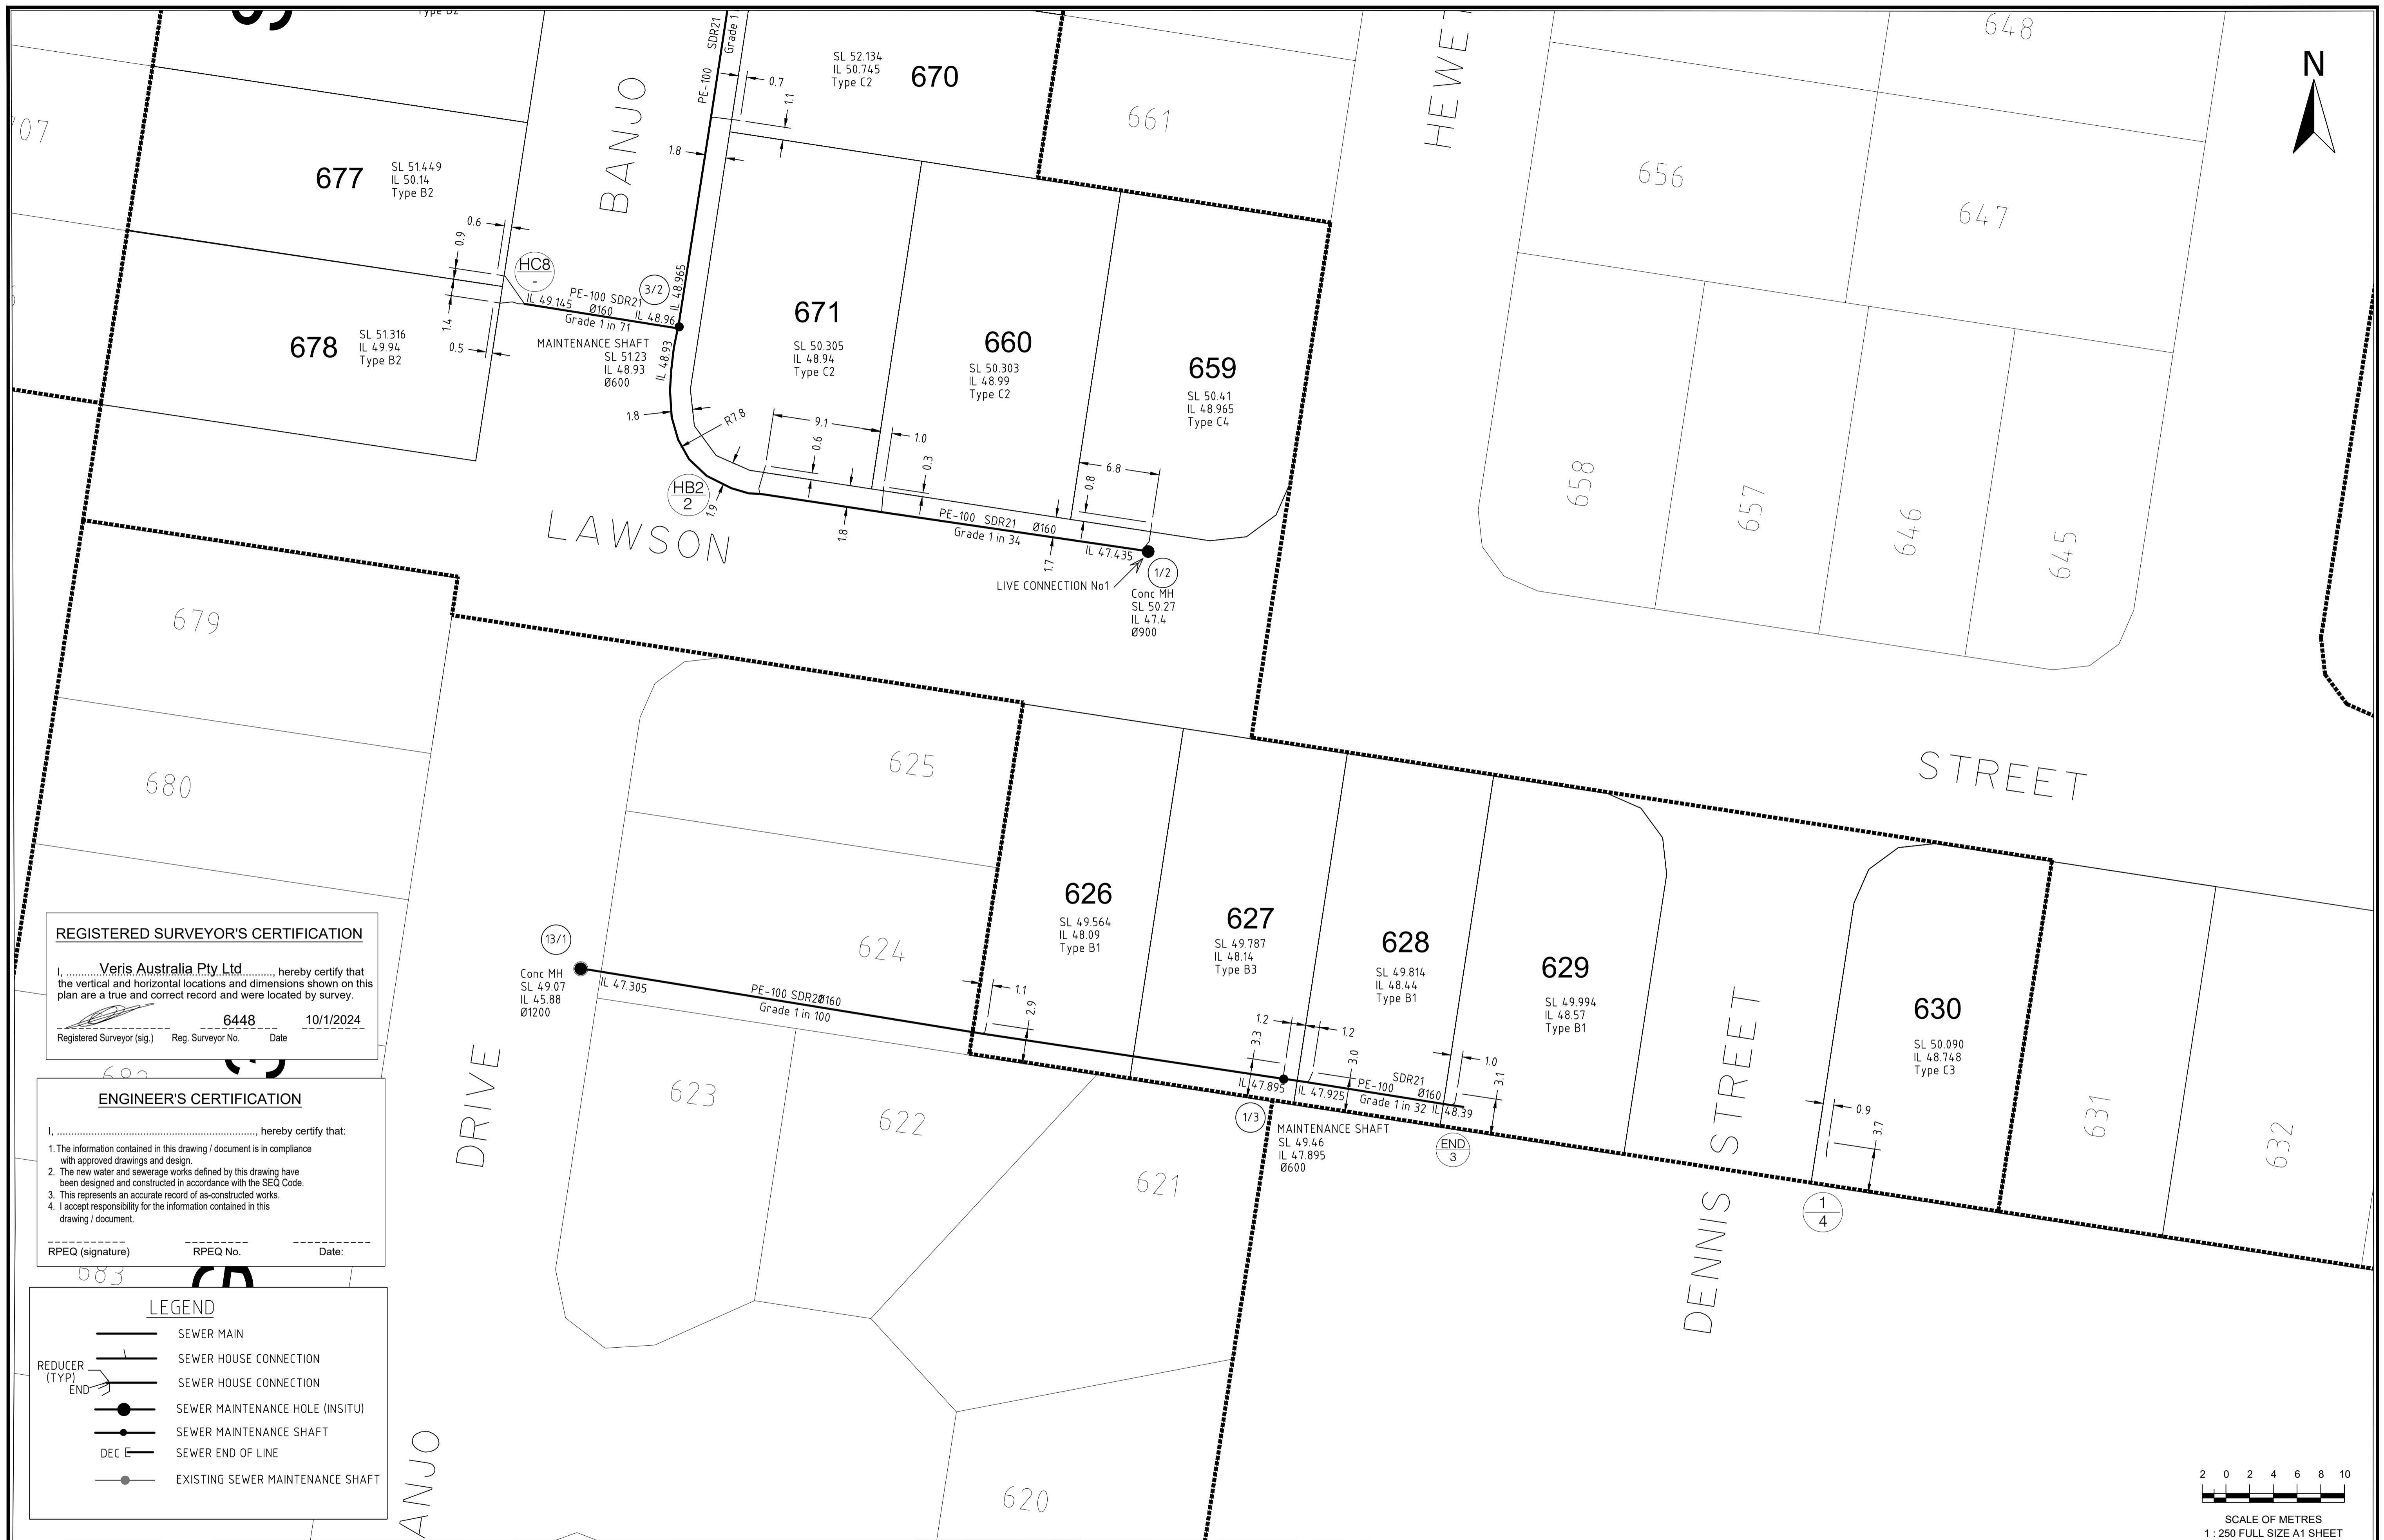 Type B2
SDR21
Grade 1
PE-100
SL 52.134
IL 50.745
Type C2
670
648
HEWE
N
0.7
1.1
661
707
BANJO
677
SL 51.449
IL 50.14
Type B2
1.8
656
647
0.6
0.9
HC8
-
3/2
IL 48.965
PE-100 SDR21
IL 49.145
Ø160
IL 48.96
Grade 1 in 71
1.4
0.5
678
SL 51.316
IL 49.94
Type B2
MAINTENANCE SHAFT
SL 51.23
IL 48.93
Ø600
IL 48.93
671
SL 50.305
IL 48.94
Type C2
660
SL 50.303
IL 48.99
Type C2
659
SL 50.41
IL 48.965
Type C4
1.8
R7.8
9.1
0.6
1.0
0.3
6.8
0.8
658
657
646
645
HB2
2
1.9
1.8
PE-100 SDR21 Ø160
Grade 1 in 34
1.7
IL 47.435
LAWSON
LIVE CONNECTION No1
1/2
Conc MH
SL 50.27
IL 47.4
Ø900
679
680
625
STREET
624
626
SL 49.564
IL 48.09
Type B1
627
SL 49.787
IL 48.14
Type B3
628
SL 49.814
IL 48.44
Type B1
629
SL 49.994
IL 48.57
Type B1
630
SL 50.090
IL 48.748
Type C3
13/1
Conc MH
SL 49.07
IL 45.88
Ø1200
IL 47.305
PE-100 SDR21 Ø160
Grade 1 in 100
1.1
2.9
1.2
1.2
3.3
3.0
IL 47.895
IL 47.925
PE-100
SDR21
Ø160
Grade 1 in 32
IL 48.39
1.0
3.1
0.9
3.7
1/3
MAINTENANCE SHAFT
SL 49.46
IL 47.895
Ø600
END
3
1
4
DENNIS STREET
631
632
DRIVE
623
622
621
620
REGISTERED SURVEYOR'S CERTIFICATION
I, Veris Australia Pty Ltd, hereby certify that
the vertical and horizontal locations and dimensions shown on this
plan are a true and correct record and were located by survey.
6448 10/1/2024
Registered Surveyor (sig.) Reg. Surveyor No. Date
682
ENGINEER'S CERTIFICATION
I, ............................................................, hereby certify that:
1. The information contained in this drawing / document is in compliance
with approved drawings and design.
2. The new water and sewerage works defined by this drawing have
been designed and constructed in accordance with the SEQ Code.
3. This represents an accurate record of as-constructed works.
4. I accept responsibility for the information contained in this
drawing / document.
RPEQ (signature) RPEQ No. Date:
683
LEGEND
SEWER MAIN
SEWER HOUSE CONNECTION
REDUCER
(TYP)
END
SEWER HOUSE CONNECTION
SEWER MAINTENANCE HOLE (INSITU)
SEWER MAINTENANCE SHAFT
DEC E
SEWER END OF LINE
EXISTING SEWER MAINTENANCE SHAFT
ANJO
2 0 2 4 6 8 10
SCALE OF METRES
1 : 250 FULL SIZE A1 SHEET